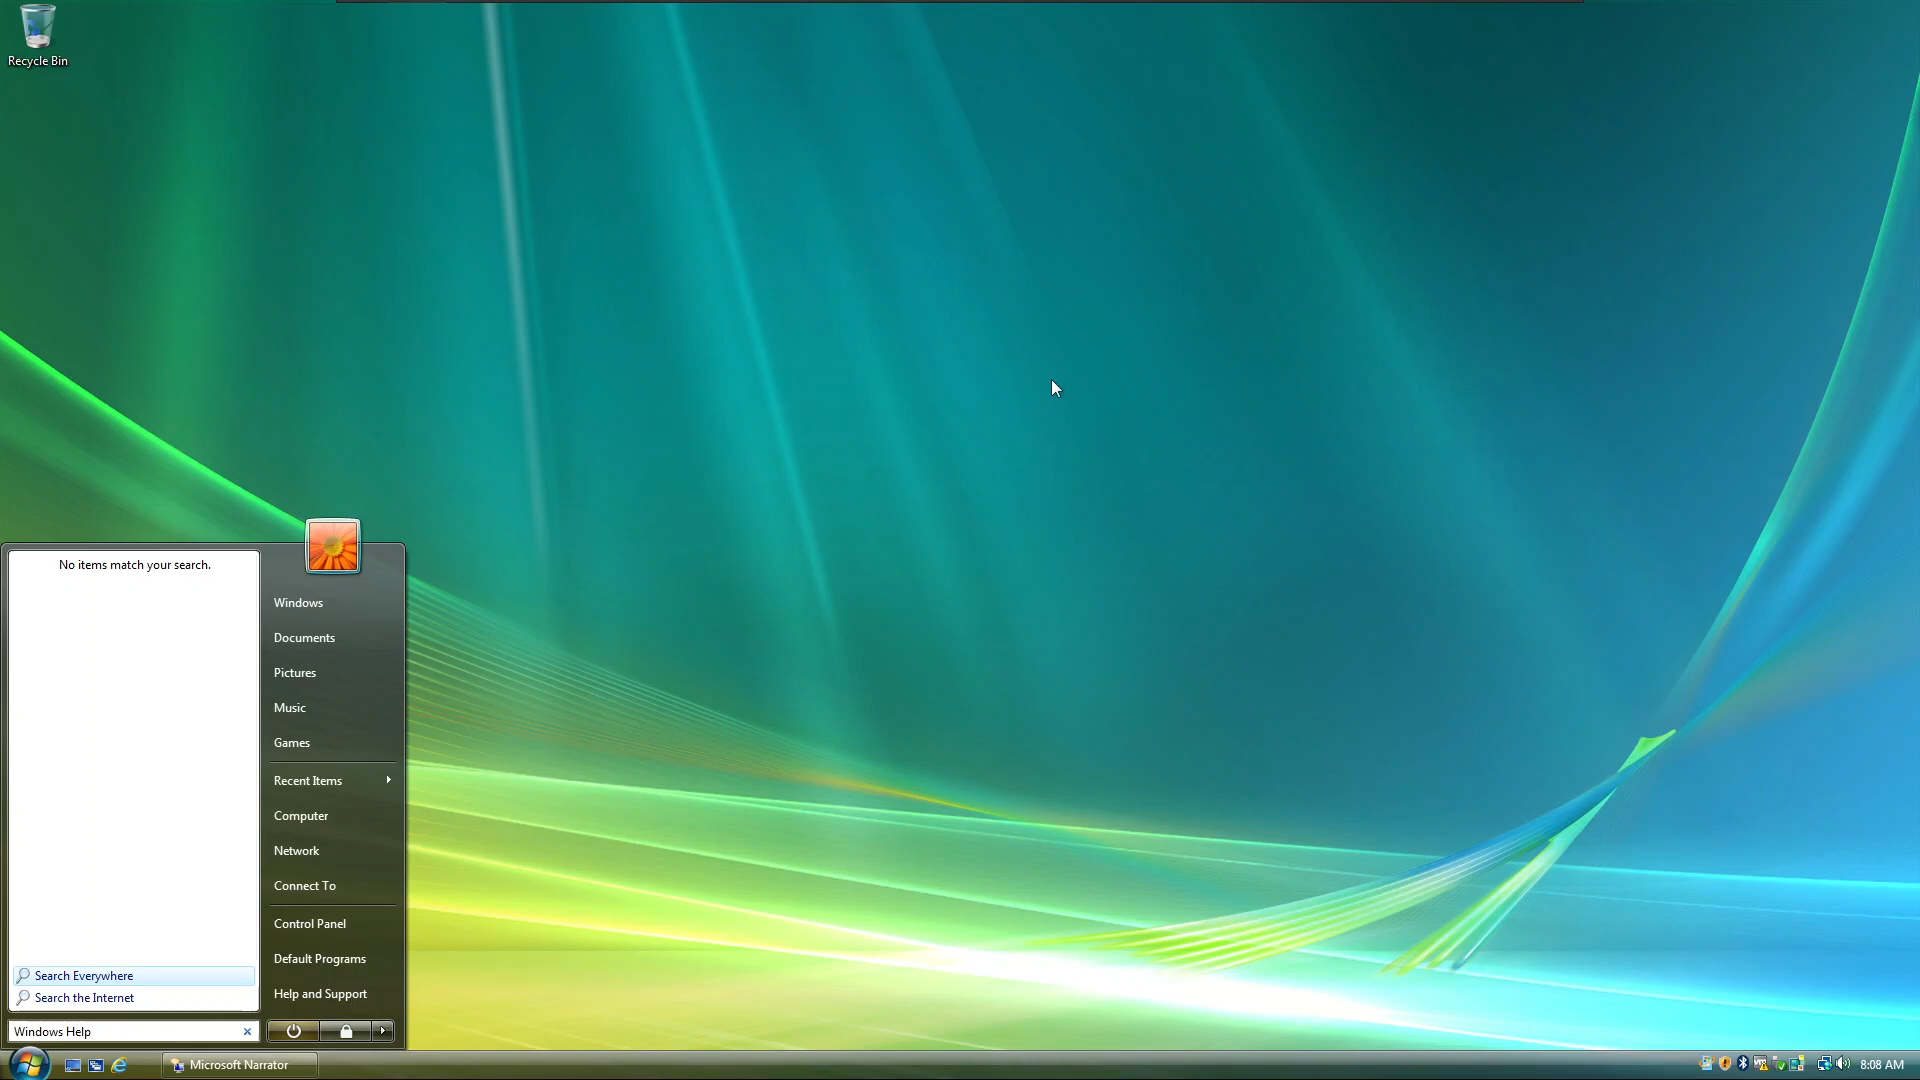 Recycle Bin
No items match your search.
Search Everywhere
Search the Internet
Windows Help
Windows
Documents
Pictures
Music
Games
Recent Items
Computer
Network
Connect To
Control Panel
Default Programs
Help and Support
Microsoft Narrator
8:08 AM